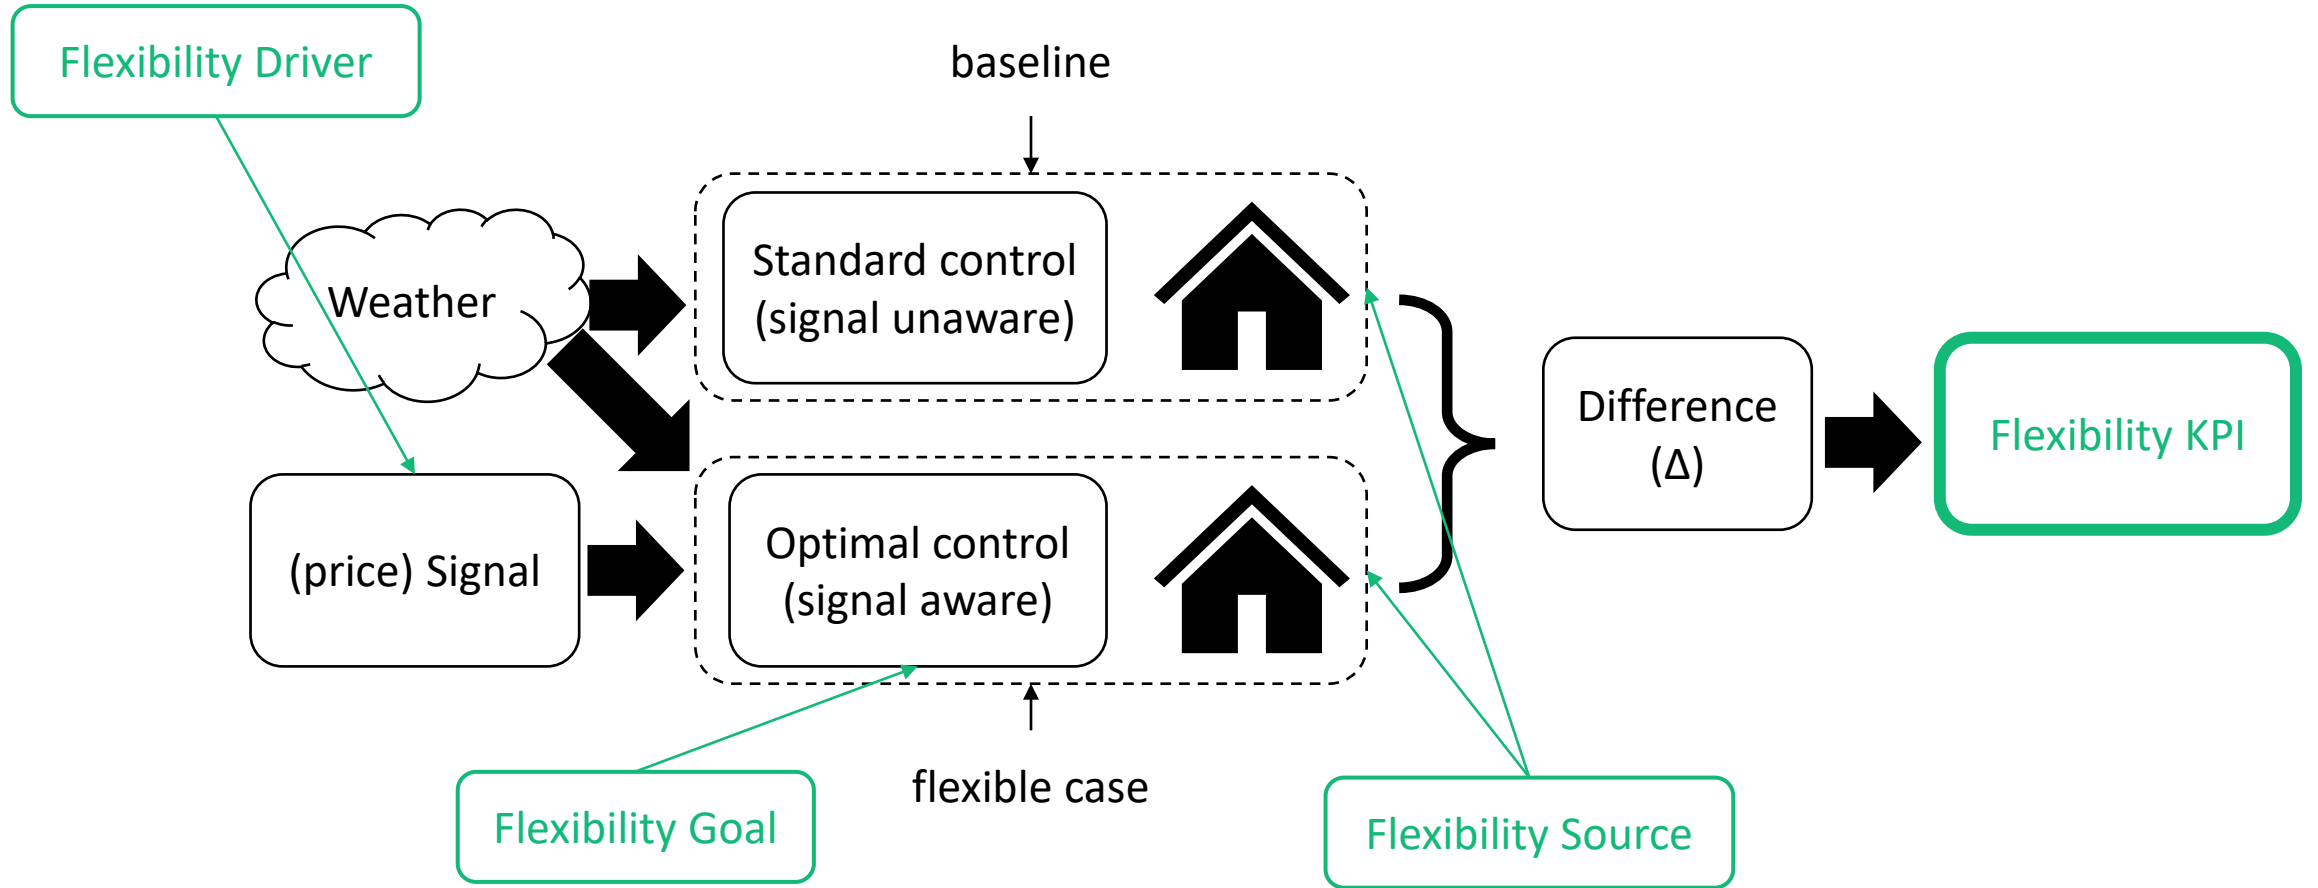 Flexibility Driver
baseline
Weather
Standard control
(signal unaware)
(price) Signal
Optimal control
(signal aware)
Difference
(Δ)
Flexibility KPI
flexible case
Flexibility Goal
Flexibility Source